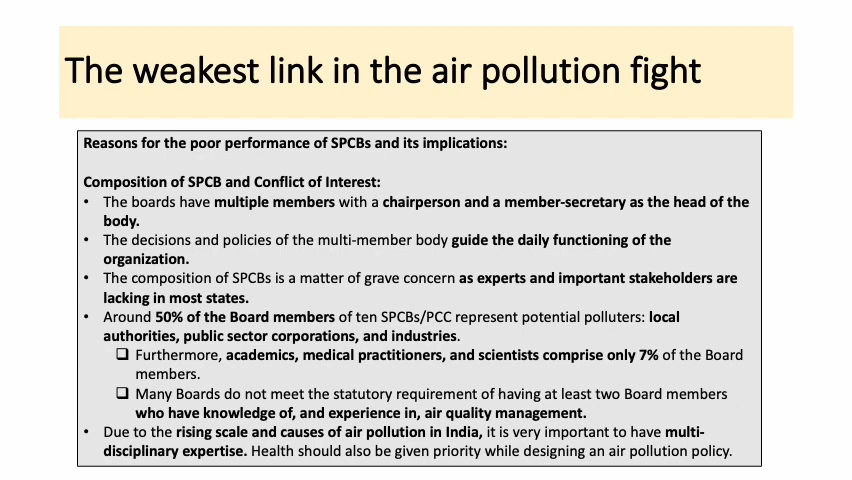 The weakest link in the air pollution fight
Reasons for the poor performance of SPCBs and its implications:
Composition of SPCB and Conflict of Interest:
• The boards have multiple members with a chairperson and a member-secretary as the head of the
body.
• The decisions and policies of the multi-member body guide the daily functioning of the
organization.
• The composition of SPCBs is a matter of grave concern as experts and important stakeholders are
lacking in most states.
• Around 50% of the Board members of ten SPCBs/PCC represent potential polluters: local
authorities, public sector corporations, and industries.
❑ Furthermore, academics, medical practitioners, and scientists comprise only 7% of the Board
members.
❑ Many Boards do not meet the statutory requirement of having at least two Board members
who have knowledge of, and experience in, air quality management.
• Due to the rising scale and causes of air pollution in India, it is very important to have multi-
disciplinary expertise. Health should also be given priority while designing an air pollution policy.